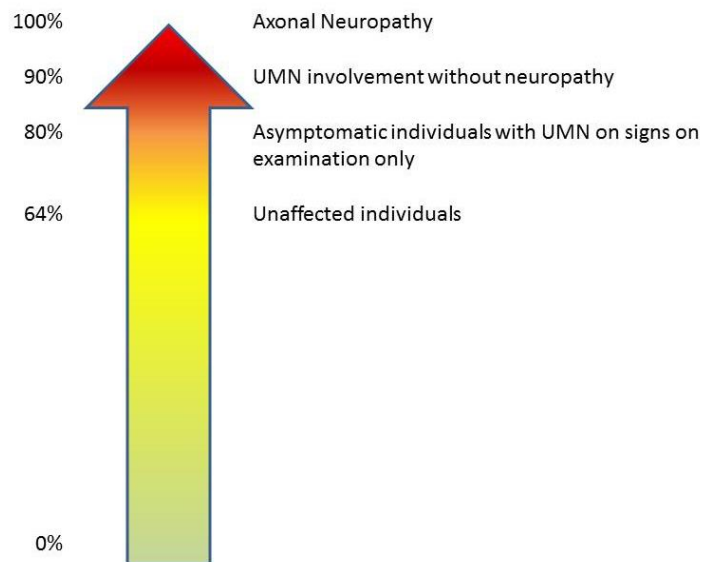 100% Axonal Neuropathy
90% UMN involvement without neuropathy
80% Asymptomatic individuals with UMN on signs on
examination only
64% Unaffected individuals
0%